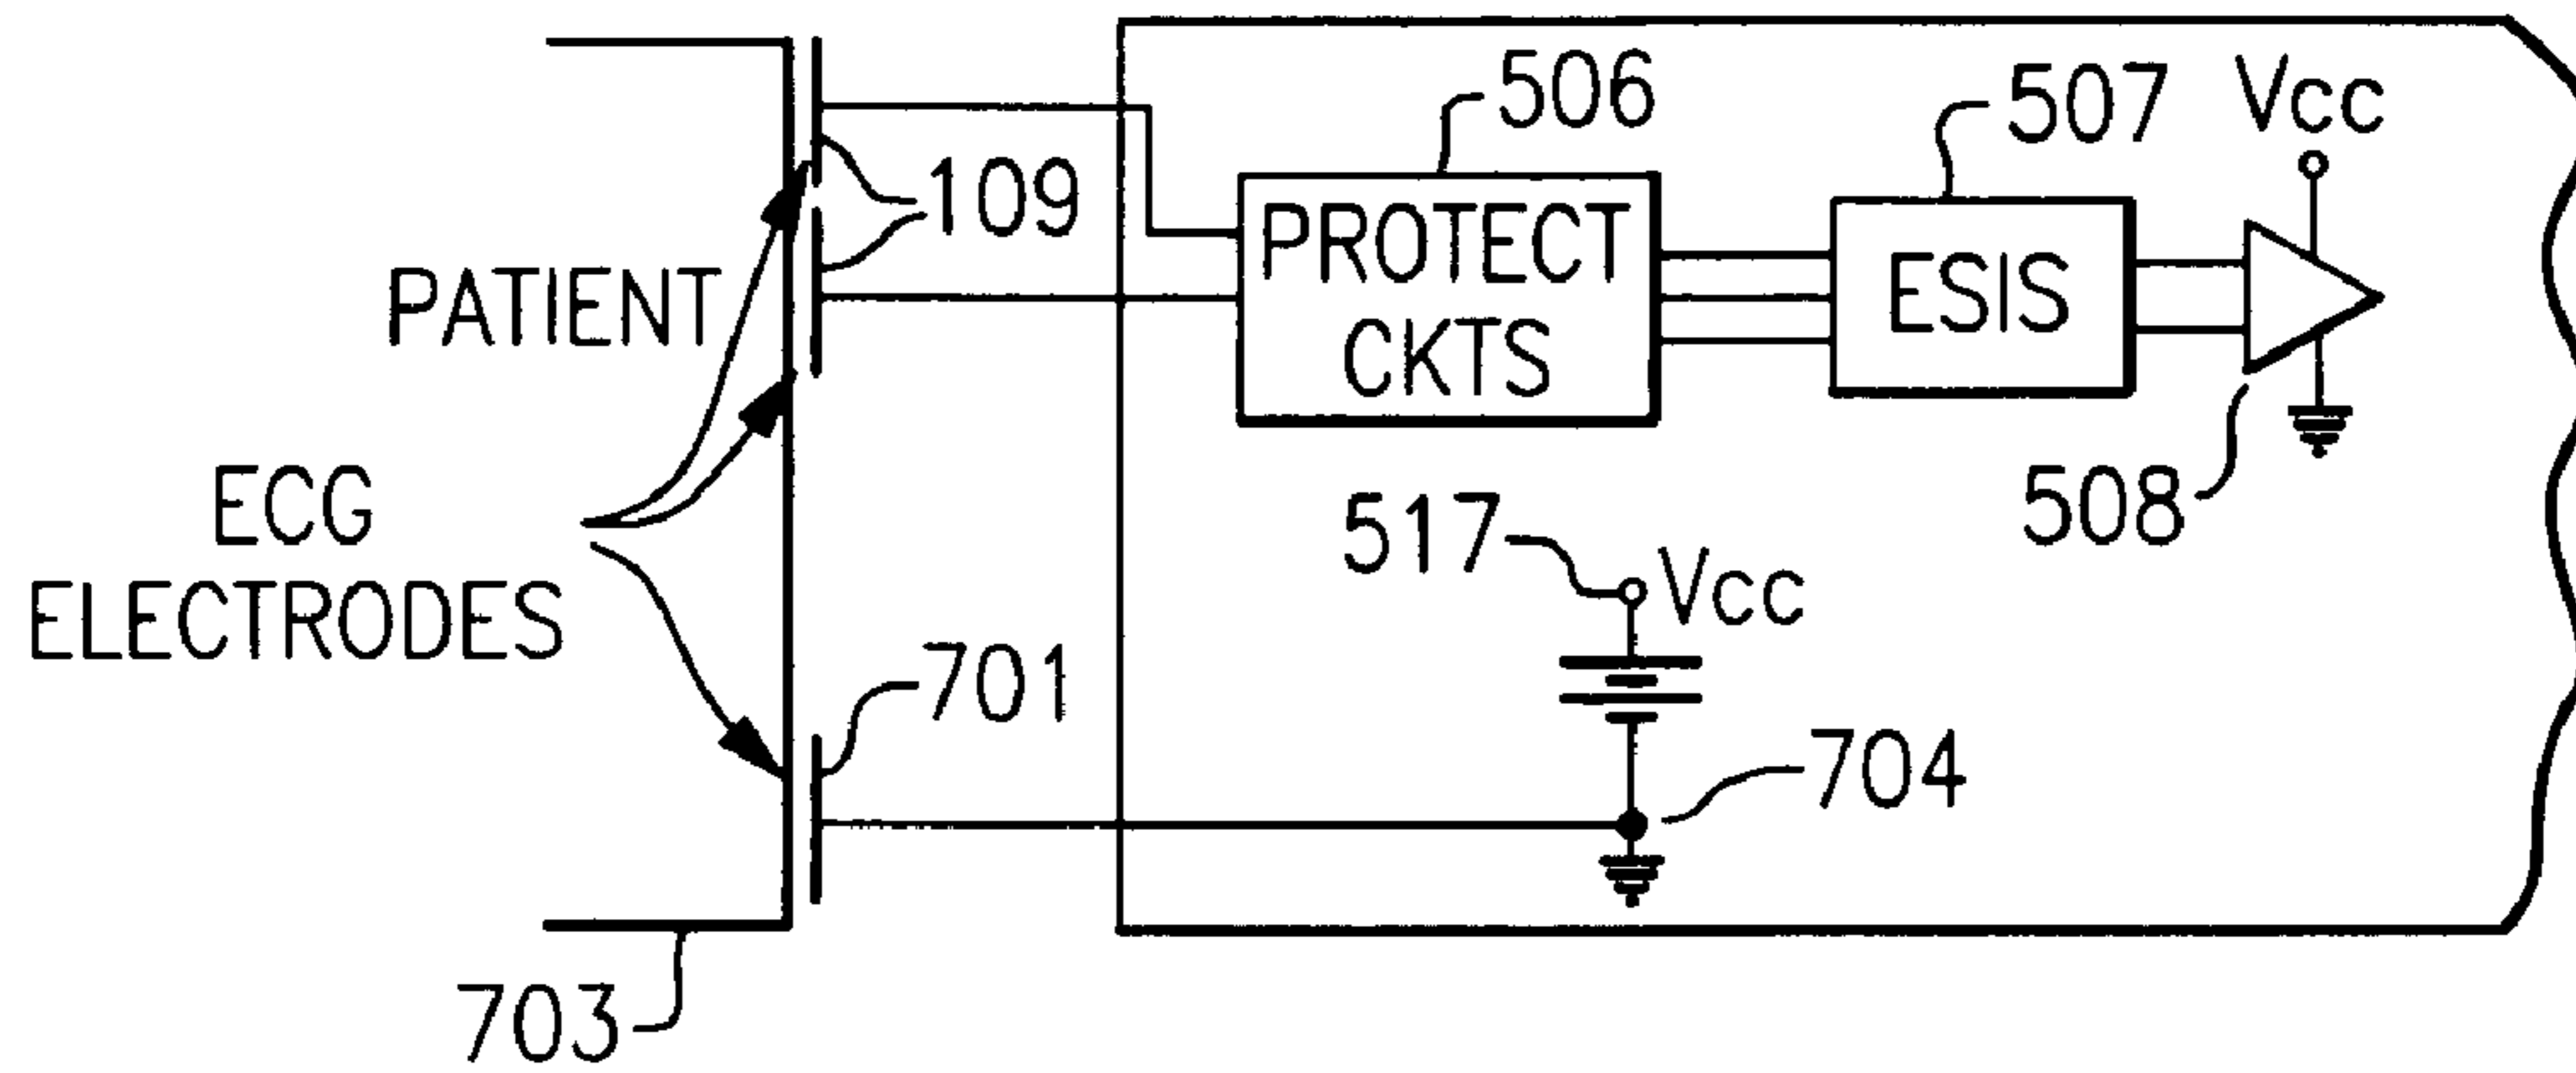 506
507
Vcc
109
PROTECT
CKTS
ESIS
PATIENT
ECG
ELECTRODES
508
517
Vcc
701
704
703